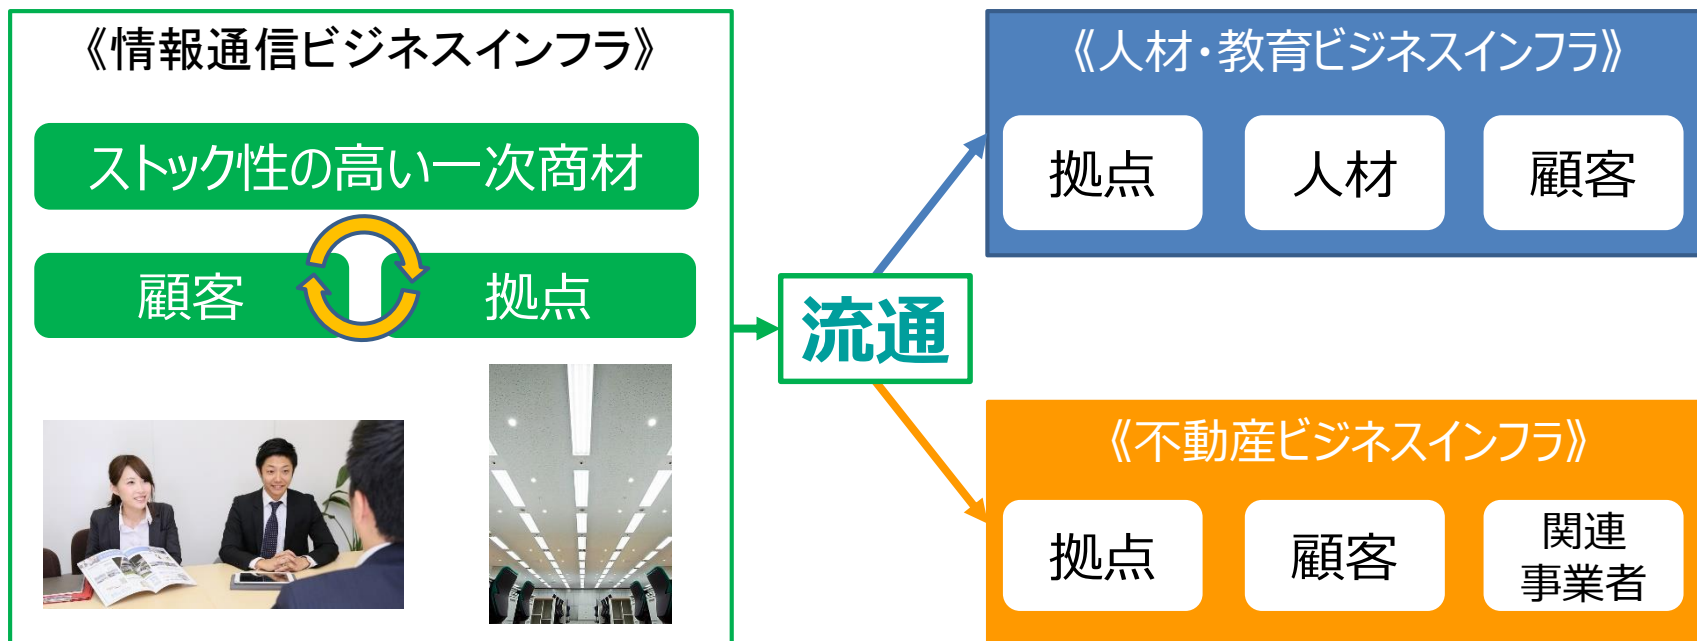 《情報通信ビジネスインフラ》
ストック性の高い一次商材
顧客
拠点
流通
《人材・教育ビジネスインフラ》
拠点
人材
顧客
《不動産ビジネスインフラ》
拠点
顧客
関連
事業者